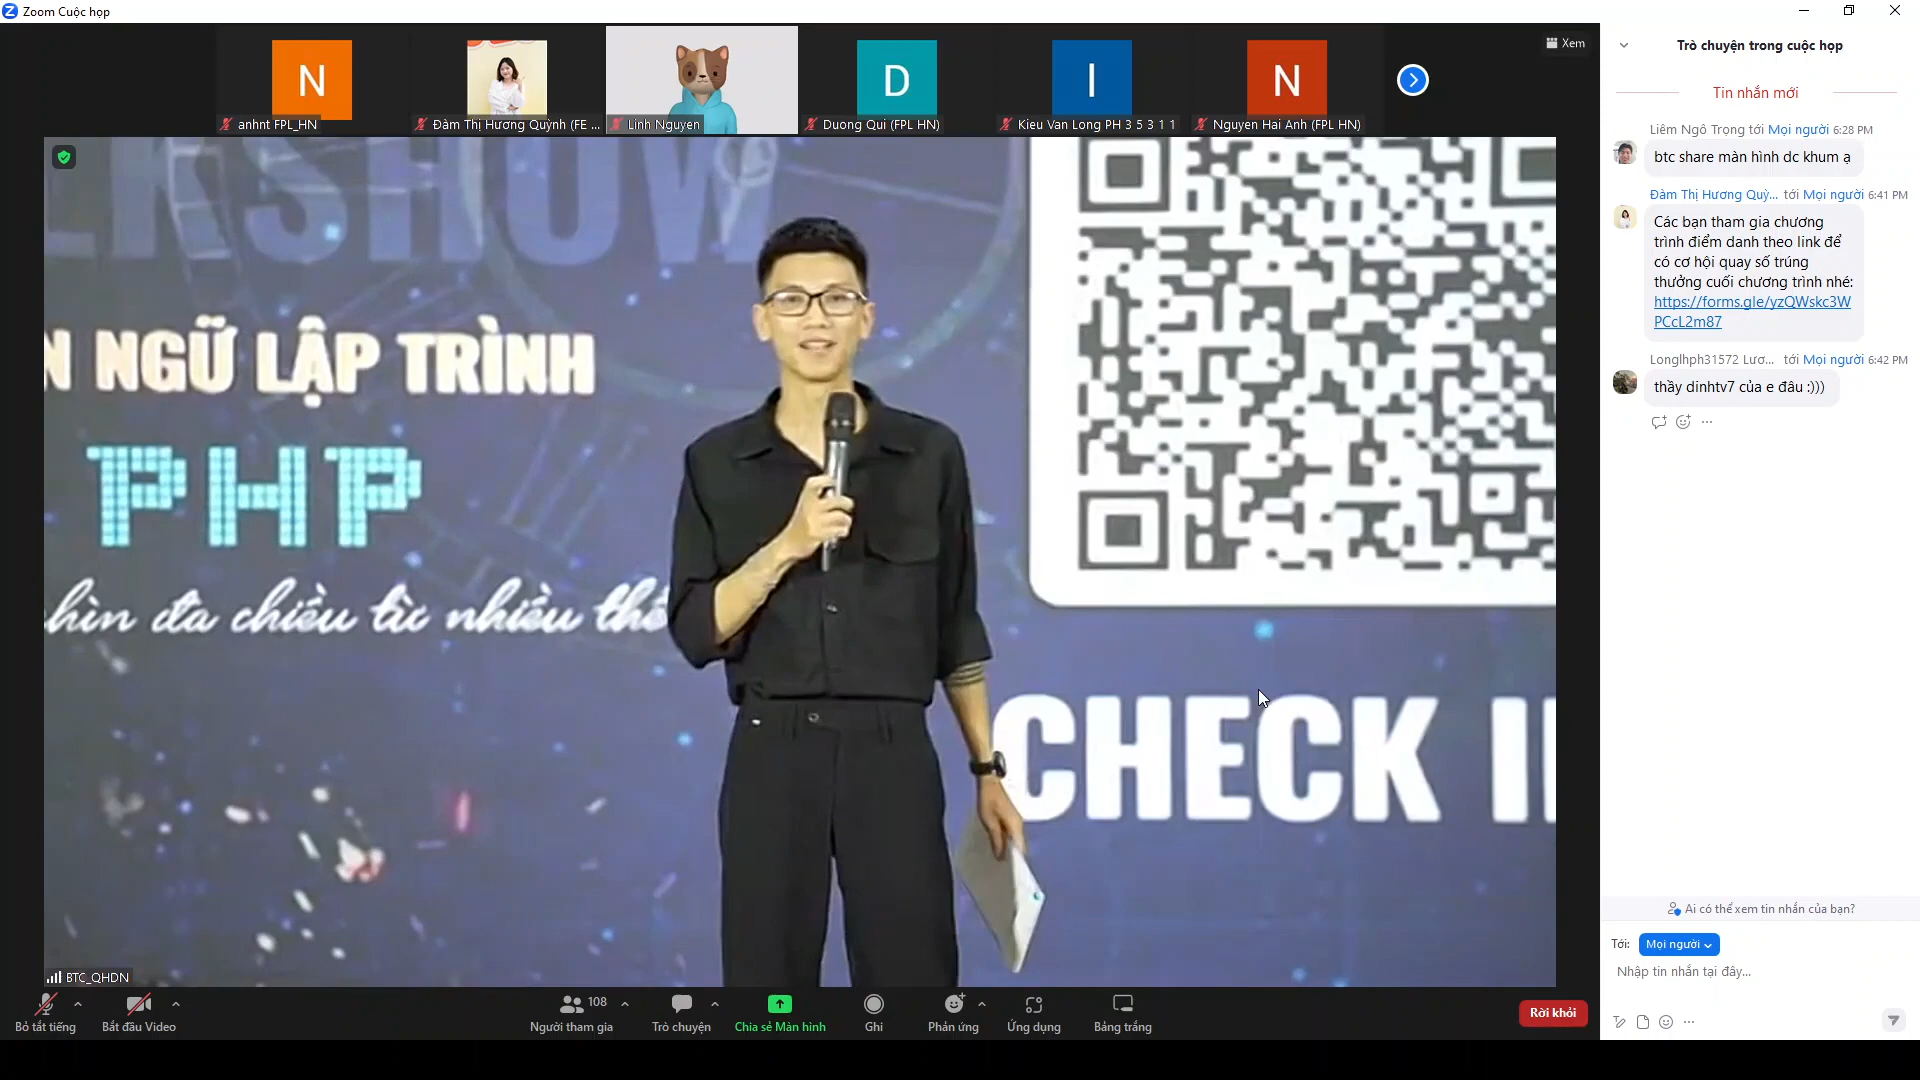 Zoom Cuộc họp
Xem
N
anhnt FPL_HN
Đàm Thị Hương Quỳnh (FE ...
Linh Nguyen
D
Duong Qui (FPL HN)
I
Kieu Van Long PH 3 5 3 1 1
N
Nguyen Hai Anh (FPL HN)
LKSHOW
N NGỮ LẬP TRÌNH
PHP
hìn đa chiều từ nhiều thế
CHECK I
BTC_QHDN
Bỏ tắt tiếng
Bắt đầu Video
108
Người tham gia
Trò chuyện
Chia sẻ Màn hình
Ghi
Phản ứng
Ứng dụng
Bảng trắng
Rời khỏi
Trò chuyện trong cuộc họp
Tin nhắn mới
Liêm Ngô Trọng tới Mọi người 6:28 PM
btc share màn hình dc khum ạ
Đàm Thị Hương Quỳ... tới Mọi người 6:41 PM
Các bạn tham gia chương
trình điểm danh theo link để
có cơ hội quay số trúng
thưởng cuối chương trình nhé:
https://forms.gle/yzQWskc3W
PCcL2m87
Longlhph31572 Lươ... tới Mọi người 6:42 PM
thầy dinhtv7 của e đâu :)))
Ai có thể xem tin nhắn của bạn?
Tới: Mọi người
Nhập tin nhắn tại đây...